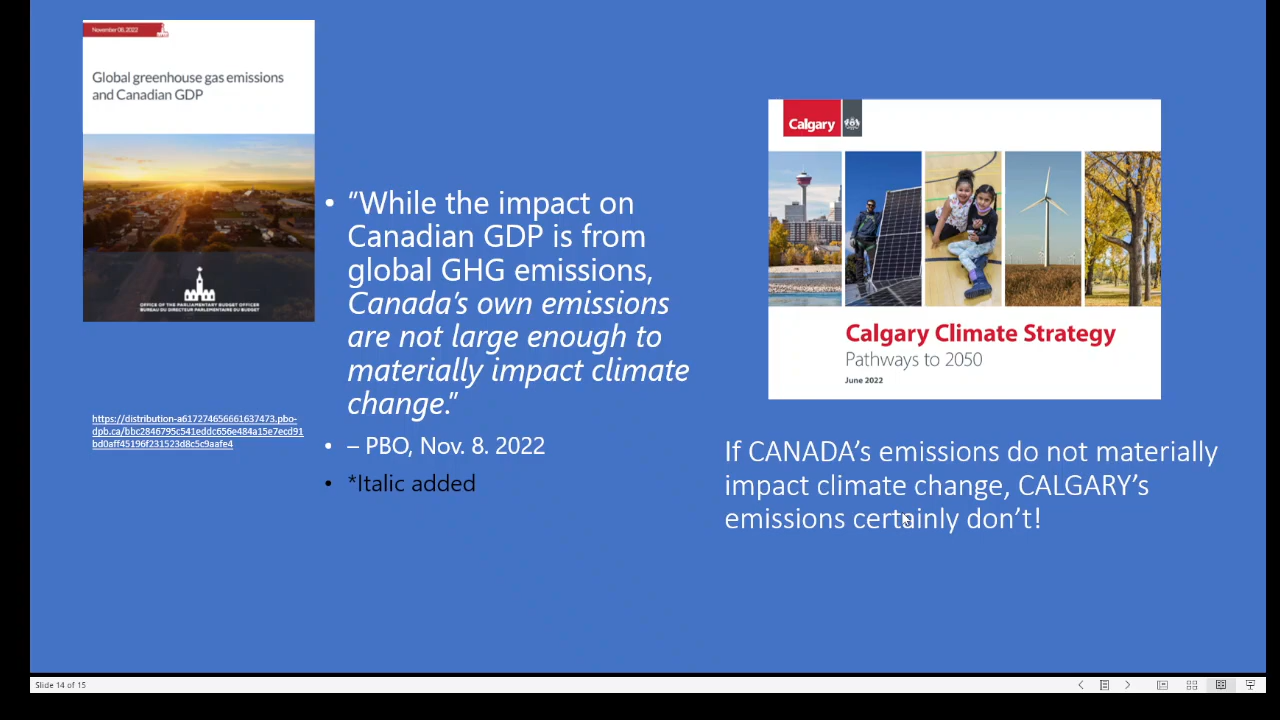 November 08, 2022
Global greenhouse gas emissions
and Canadian GDP
OFFICE OF THE PARLIAMENTARY BUDGET OFFICER
BUREAU DU DIRECTEUR PARLEMENTAIRE DU BUDGET
https://distribution-a617274656661637473.pbo-
dpb.ca/bbc2846795c541eddc656e484a15e7ecd91
bd0aff45196f231523d8c5c9aafe4
• “While the impact on
Canadian GDP is from
global GHG emissions,
Canada’s own emissions
are not large enough to
materially impact climate
change.”
• – PBO, Nov. 8. 2022
• *Italic added
Calgary
Calgary Climate Strategy
Pathways to 2050
June 2022
If CANADA’s emissions do not materially
impact climate change, CALGARY’s
emissions certainly don’t!
Slide 14 of 15